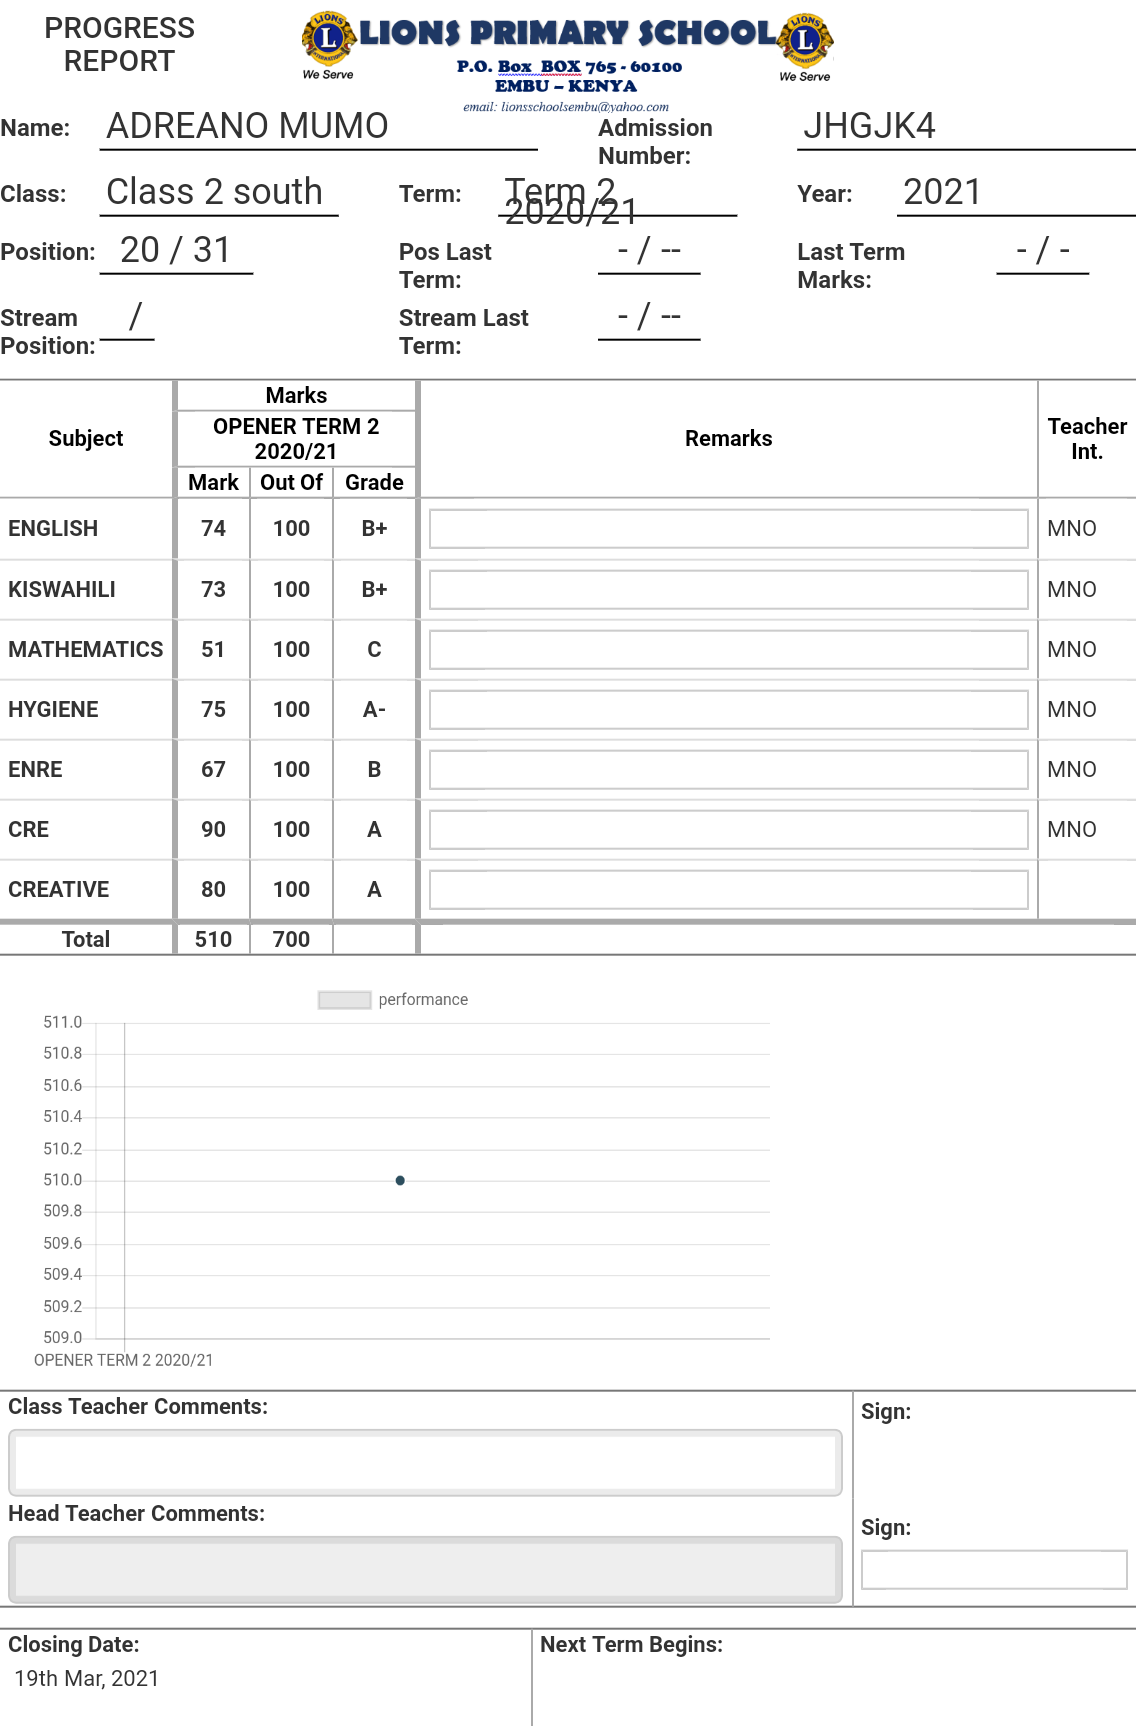 PROGRESS
REPORT
LIONS PRIMARY SCHOOL
We Serve
We Serve
P.O. Box BOX 765 - 60100
EMBU – KENYA
email: lionsschoolsembu@yahoo.com
Name: ADREANO MUMO Admission Number: JHGJK4
Class: Class 2 south Term: Term 2 2020/21 Year: 2021
Position: 20 / 31 Pos Last Term: - / -- Last Term Marks: - / -
Stream Position: / Stream Last Term: - / --
Subject Marks Remarks Teacher Int.
OPENER TERM 2 2020/21
Mark Out Of Grade
ENGLISH 74 100 B+ MNO
KISWAHILI 73 100 B+ MNO
MATHEMATICS 51 100 C MNO
HYGIENE 75 100 A- MNO
ENRE 67 100 B MNO
CRE 90 100 A MNO
CREATIVE 80 100 A
Total 510 700
performance
511.0
510.8
510.6
510.4
510.2
510.0
509.8
509.6
509.4
509.2
509.0
OPENER TERM 2 2020/21
Class Teacher Comments: Sign:
Head Teacher Comments: Sign:
Closing Date: Next Term Begins:
19th Mar, 2021